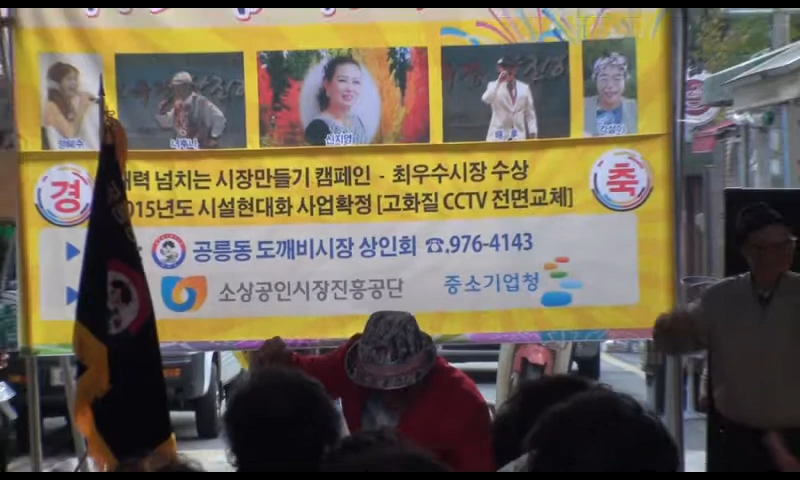 신지영
경 축
력 넘치는 시장만들기 캠페인 - 최우수시장 수상
015년도 시설현대화 사업확정 [고화질 CCTV 전면교체]
공릉동 도깨비시장 상인회 ☎.976-4143
소상공인시장진흥공단 중소기업청